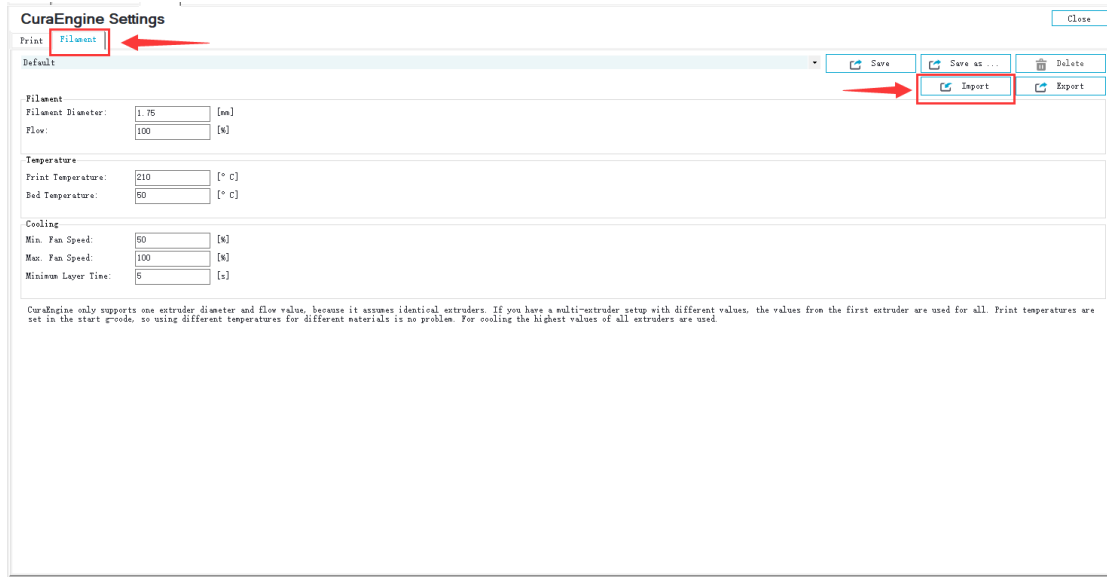 CuraEngine Settings
Close
Print Filament
Default
Save
Save as ...
Delete
Import
Export
Filament
Filament Diameter: 1.75 [mm]
Flow: 100 [%]
Temperature
Print Temperature: 210 [° C]
Bed Temperature: 50 [° C]
Cooling
Min. Fan Speed: 50 [%]
Max. Fan Speed: 100 [%]
Minimum Layer Time: 5 [s]
CuraEngine only supports one extruder diameter and flow value, because it assumes identical extruders. If you have a multi-extruder setup with different values, the values from the first extruder are used for all. Print temperatures are
set in the start g-code, so using different temperatures for different materials is no problem. For cooling the highest values of all extruders are used.